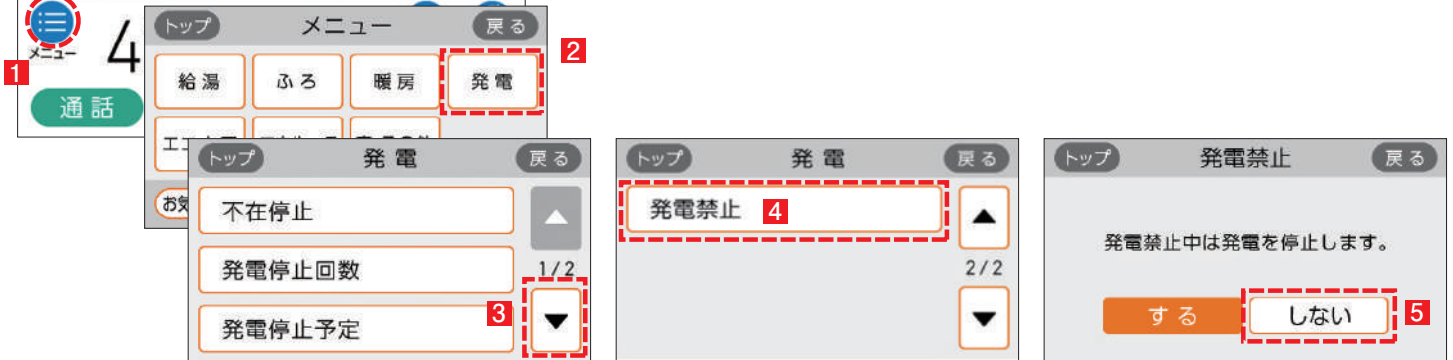 メニュー
4
1
通話
トップ
メニュー
戻る
2
給湯
ふろ
暖房
発電
トップ
発電
戻る
不在停止
発電停止回数
1/2
発電停止予定
3
トップ
発電
戻る
発電禁止
4
2/2
トップ
発電禁止
戻る
発電禁止中は発電を停止します。
する
しない
5